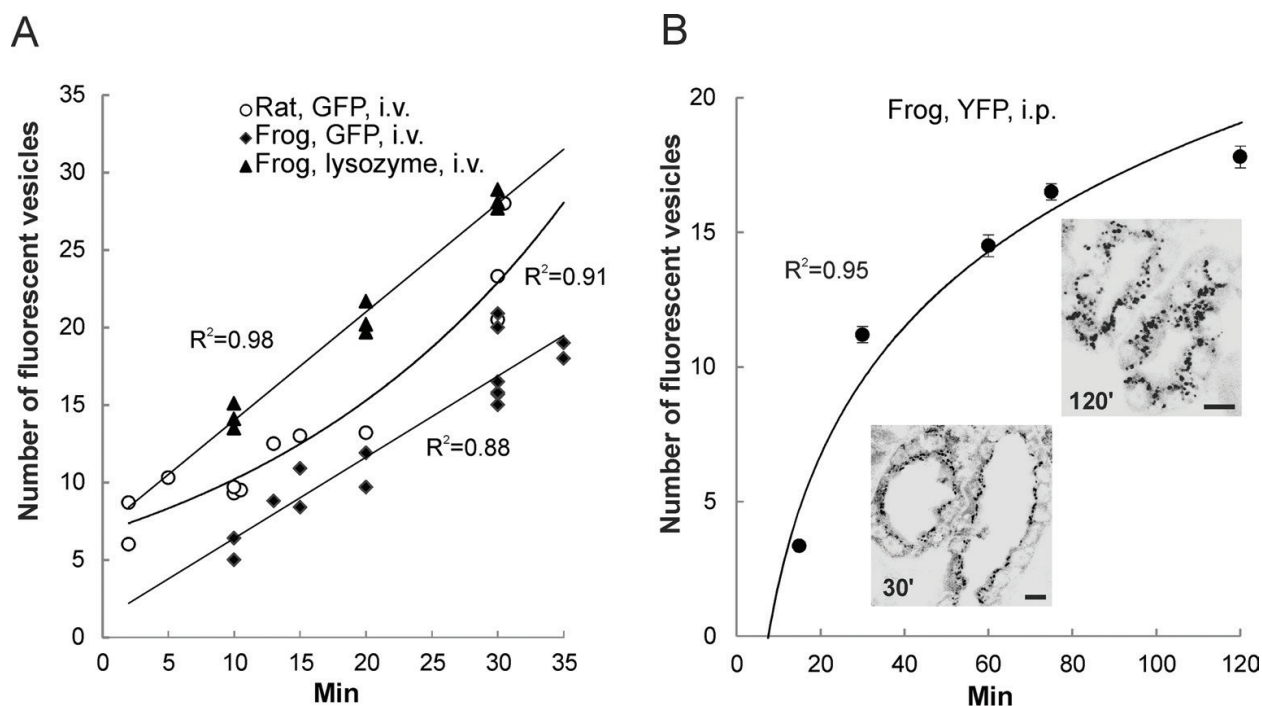 A
B
Number of fluorescent vesicles
35
30
25
20
15
10
5
0
Rat, GFP, i.v.
Frog, GFP, i.v.
Frog, lysozyme, i.v.
R²=0.98
R²=0.91
R²=0.88
0 5 10 15 20 25 30 35
Min
Number of fluorescent vesicles
20
15
10
5
0
Frog, YFP, i.p.
R²=0.95
120'
30'
0 20 40 60 80 100 120
Min